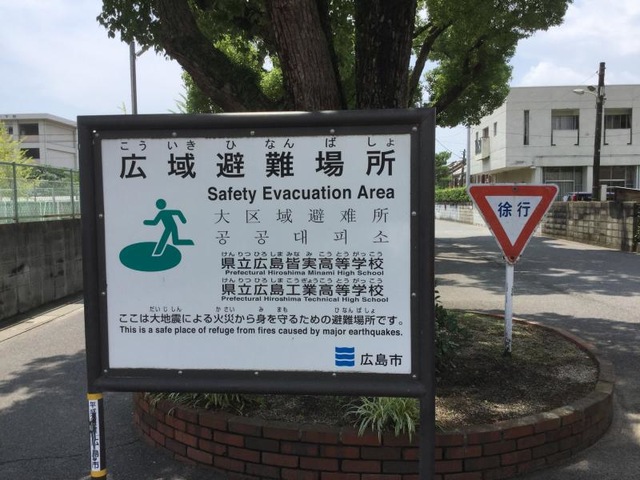 こういきひなんばしょ
広域避難場所
Safety Evacuation Area
大区域避难所
공공대피소
けんりつひろしまみなみこうとうがっこう
県立広島皆実高等学校
Prefectural Hiroshima Minami High School
けんりつひろしまこうぎょうこうとうがっこう
県立広島工業高等学校
Prefectural Hiroshima Technical High School
だいじしん かさい み まも ひなんばしょ
ここは大地震による火災から身を守るための避難場所です。
This is a safe place of refuge from fires caused by major earthquakes.
広島市
徐行